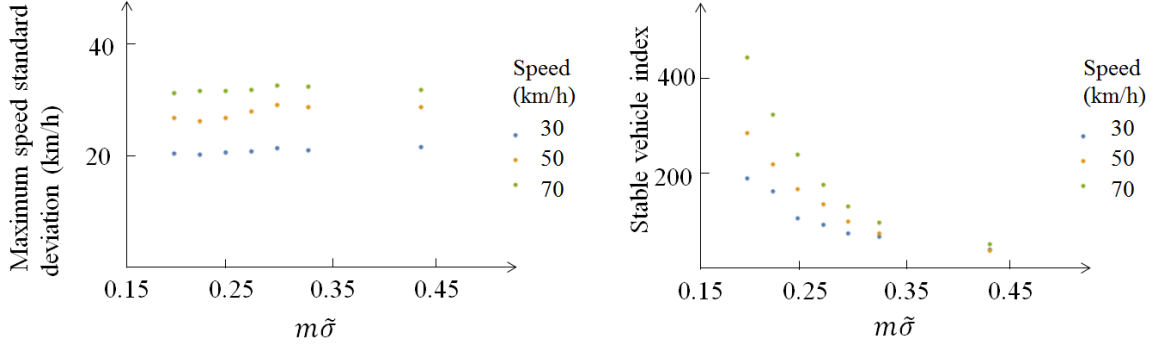 Maximum speed standard
deviation (km/h)
40
20
0.15
0.25
0.35
0.45
mσ̃
Speed
(km/h)
30
50
70
Stable vehicle index
400
200
0.15
0.25
0.35
0.45
mσ̃
Speed
(km/h)
30
50
70